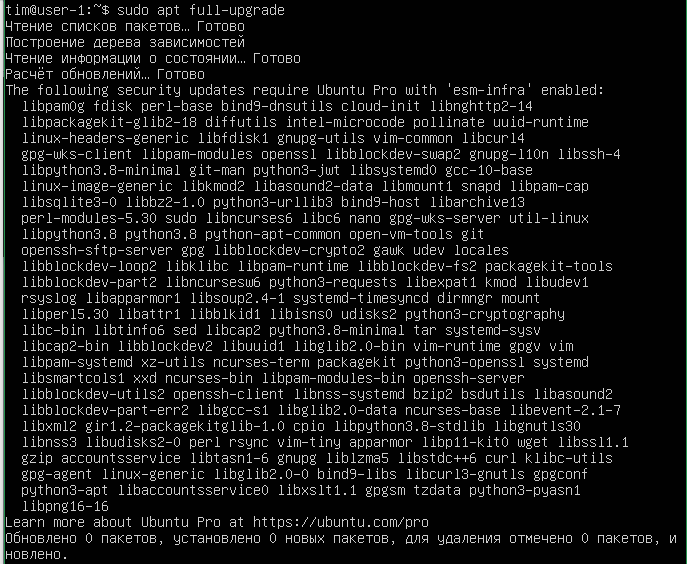 tim@user-1:~$ sudo apt full-upgrade
Чтение списков пакетов… Готово
Построение дерева зависимостей
Чтение информации о состоянии… Готово
Расчёт обновлений… Готово
The following security updates require Ubuntu Pro with 'esm-infra' enabled:
  libpam0g fdisk perl-base bind9-dnsutils cloud-init libnghttp2-14
  libpackagekit-glib2-18 diffutils intel-microcode pollinate uuid-runtime
  linux-headers-generic libfdisk1 gnupg-utils vim-common libcurl4
  gpg-wks-client libpam-modules openssl libblockdev-swap2 gnupg-l10n libssh-4
  libpython3.8-minimal git-man python3-jwt libsystemd0 gcc-10-base
  linux-image-generic libkmod2 libasound2-data libmount1 snapd libpam-cap
  libsqlite3-0 libbz2-1.0 python3-urllib3 bind9-host libarchive13
  perl-modules-5.30 sudo libncurses6 libc6 nano gpg-wks-server util-linux
  libpython3.8 python3.8 python-apt-common open-vm-tools git
  openssh-sftp-server gpg libblockdev-crypto2 gawk udev locales
  libblockdev-loop2 libklibc libpam-runtime libblockdev-fs2 packagekit-tools
  libblockdev-part2 libncursesw6 python3-requests libexpat1 kmod libudev1
  rsyslog libapparmor1 libsoup2.4-1 systemd-timesyncd dirmngr mount
  libperl5.30 libattr1 libblkid1 libisns0 udisks2 python3-cryptography
  libc-bin libtinfo6 sed libcap2 python3.8-minimal tar systemd-sysv
  libcap2-bin libblockdev2 libuuid1 libglib2.0-bin vim-runtime gpgv vim
  libpam-systemd xz-utils ncurses-term packagekit python3-openssl systemd
  libsmartcols1 xxd ncurses-bin libpam-modules-bin openssh-server
  libblockdev-utils2 openssh-client libnss-systemd bzip2 bsdutils libasound2
  libblockdev-part-err2 libgcc-s1 libglib2.0-data ncurses-base libevent-2.1-7
  libxml2 gir1.2-packagekitglib-1.0 cpio libpython3.8-stdlib libgnutls30
  libnss3 libudisks2-0 perl rsync vim-tiny apparmor libp11-kit0 wget libssl1.1
  gzip accountsservice libtasn1-6 gnupg liblzma5 libstdc++6 curl klibc-utils
  gpg-agent linux-generic libglib2.0-0 bind9-libs libcurl3-gnutls gpgconf
  python3-apt libaccountsservice0 libxslt1.1 gpgsm tzdata python3-pyasn1
  libpng16-16
Learn more about Ubuntu Pro at https://ubuntu.com/pro
Обновлено 0 пакетов, установлено 0 новых пакетов, для удаления отмечено 0 пакетов, и
новлено.